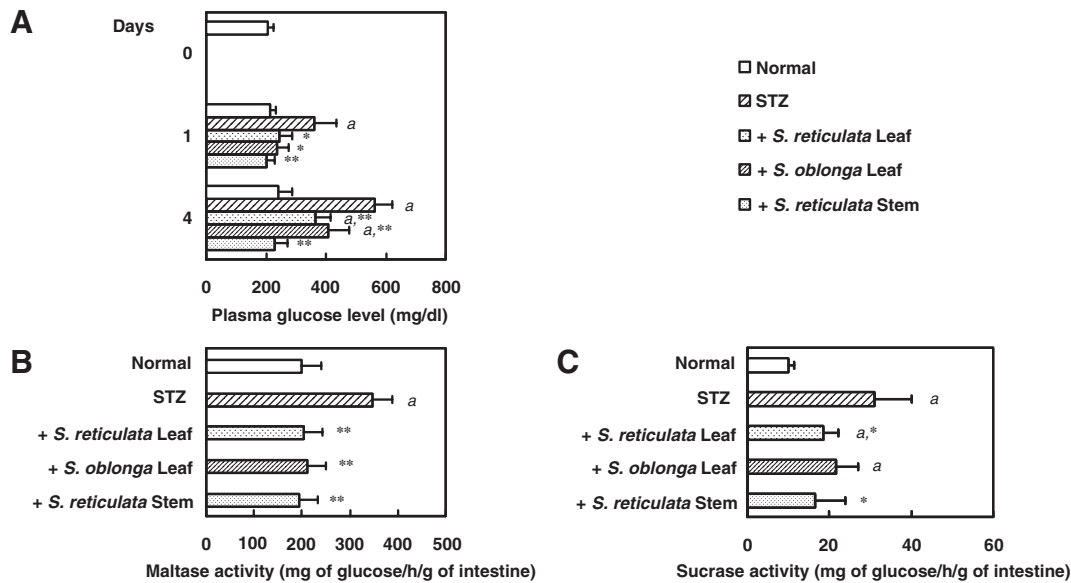 A
Days
0
1
a
*
*
**
4
a
a,**
a,**
**
0 200 400 600 800
Plasma glucose level (mg/dl)
Normal
STZ
+ S. reticulata Leaf
+ S. oblonga Leaf
+ S. reticulata Stem
B
Normal
STZ a
+ S. reticulata Leaf **
+ S. oblonga Leaf **
+ S. reticulata Stem **
0 100 200 300 400 500
Maltase activity (mg of glucose/h/g of intestine)
C
Normal
STZ a
+ S. reticulata Leaf a,*
+ S. oblonga Leaf a
+ S. reticulata Stem *
0 20 40 60
Sucrase activity (mg of glucose/h/g of intestine)